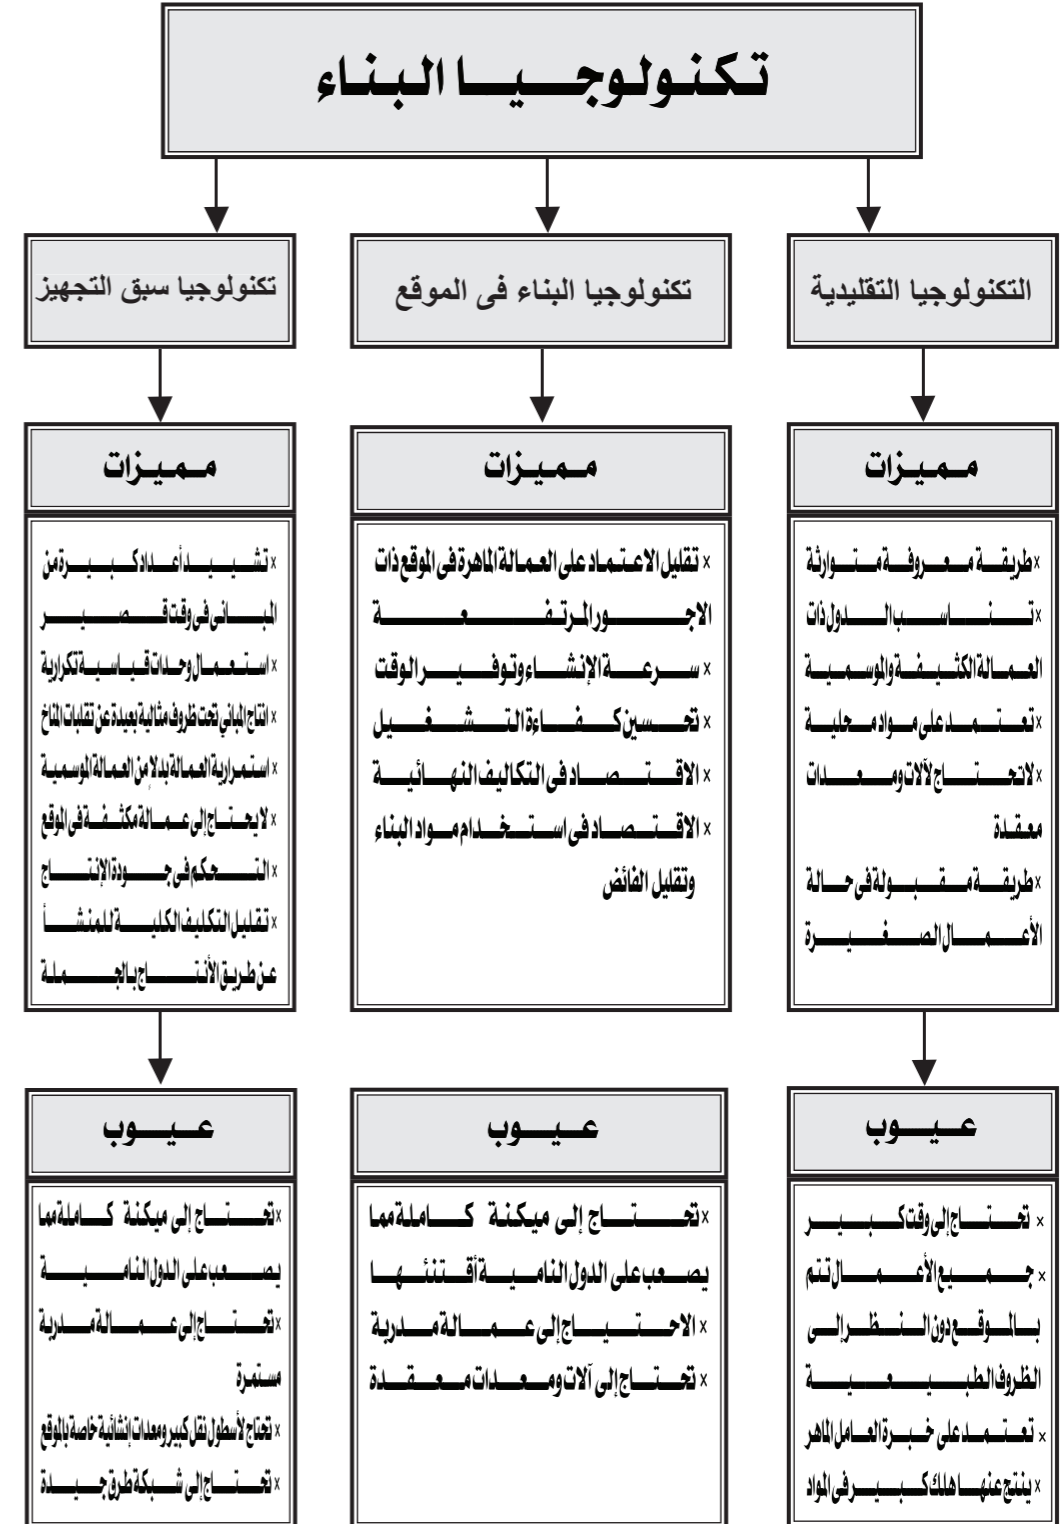 تكنولوجيا البناء
التكنولوجيا التقليدية
مميزات
×طريقة معروفة متوارثة
×تناسب الدول ذات
العمالة الكثيفة والموسمية
×تعتمد على مواد محلية
×لاتحتاج لآلات ومعدات
معقدة
×طريقة مقبولة فى حالة
الأعمال الصغيرة
عيوب
× تحتاج إلى وقت كبير
× جميع الأعمال تتم
بالموقع دون النظر إلى
الظروف الطبيعية
× تعتمد على خبرة العامل الماهر
× ينتج عنها هلك كبير فى المواد
تكنولوجيا البناء فى الموقع
مميزات
× تقليل الاعتماد على العمالة الماهرة فى الموقع ذات
الاجور المرتفعة
× سرعة الإنشاء وتوفير الوقت
× تحسين كفاءة التشغيل
× الاقتصاد فى التكاليف النهائية
× الاقتصاد فى استخدام مواد البناء
وتقليل الفائض
عيوب
×تحتاج إلى ميكنة كاملة مما
يصعب على الدول النامية أقتنئها
× الاحتياج إلى عمالة مدربة
× تحتاج إلى آلات ومعدات معقدة
تكنولوجيا سبق التجهيز
مميزات
× تشييد أعداد كبيرة من
المبانى فى وقت قصير
× استعمال وحدات قياسية تكرارية
× انتاج المباني تحت ظروف مثالية بعيدة عن تقلبات المناخ
× استمرارية العمالة بدلا من العمالة الموسمية
× لا يحتاج إلى عمالة مكثفة فى الموقع
× التحكم فى جودة الإنتاج
× تقليل التكليف الكلية للمنشأ
عن طريق الأنتاج بالجملة
عيوب
×تحتاج إلى ميكنة كاملة مما
يصعب على الدول النامية
×تحتاج إلى عمالة مدربة
مستمرة
× تحتاج لأسطول نقل كبير ومعدات إنشائية خاصة بالموقع
× تحتاج إلى شبكة طرق جيدة